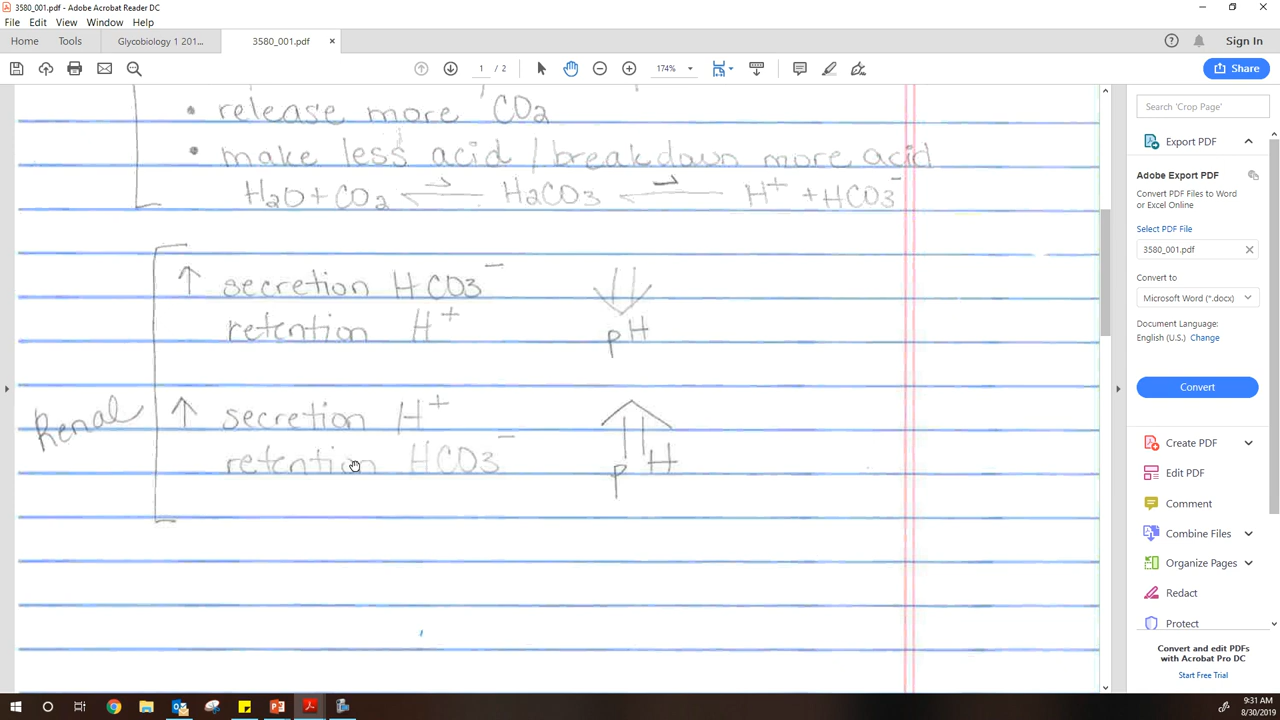 3580_001.pdf - Adobe Acrobat Reader DC
File Edit View Window Help
Home Tools Glycobiology 1 201... 3580_001.pdf × Sign In
1 / 2 174% Share
• release more CO2
• make less acid / breakdown more acid
H2O + CO2 ⇌ H2CO3 ⇌ H+ + HCO3-
↑ secretion HCO3-
retention H+
pH
Renal
↑ secretion H+
retention HCO3-
pH
Search 'Crop Page'
Export PDF
Adobe Export PDF
Convert PDF Files to Word
or Excel Online
Select PDF File
3580_001.pdf
Convert to
Microsoft Word (*.docx)
Document Language:
English (U.S.) Change
Convert
Create PDF
Edit PDF
Comment
Combine Files
Organize Pages
Redact
Protect
Convert and edit PDFs
with Acrobat Pro DC
Start Free Trial
9:31 AM
8/30/2019